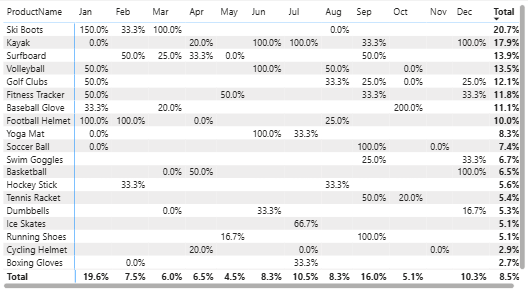 ProductName Jan Feb Mar Apr May Jun Jul Aug Sep Oct Nov Dec Total
Ski Boots 150.0% 33.3% 100.0% 0.0% 20.7%
Kayak 0.0% 20.0% 100.0% 100.0% 33.3% 100.0% 17.9%
Surfboard 50.0% 25.0% 33.3% 0.0% 50.0% 13.9%
Volleyball 50.0% 100.0% 50.0% 0.0% 13.5%
Golf Clubs 50.0% 33.3% 25.0% 0.0% 25.0% 12.1%
Fitness Tracker 50.0% 50.0% 33.3% 33.3% 11.8%
Baseball Glove 33.3% 20.0% 200.0% 11.1%
Football Helmet 100.0% 100.0% 0.0% 25.0% 10.0%
Yoga Mat 0.0% 100.0% 33.3% 8.3%
Soccer Ball 0.0% 100.0% 0.0% 7.4%
Swim Goggles 25.0% 33.3% 6.7%
Basketball 0.0% 50.0% 100.0% 6.5%
Hockey Stick 33.3% 33.3% 5.6%
Tennis Racket 50.0% 20.0% 5.4%
Dumbbells 0.0% 33.3% 16.7% 5.3%
Ice Skates 66.7% 5.1%
Running Shoes 16.7% 100.0% 5.1%
Cycling Helmet 20.0% 0.0% 0.0% 2.9%
Boxing Gloves 0.0% 33.3% 2.7%
Total 19.6% 7.5% 6.0% 6.5% 4.5% 8.3% 10.5% 8.3% 16.0% 5.1% 10.3% 8.5%